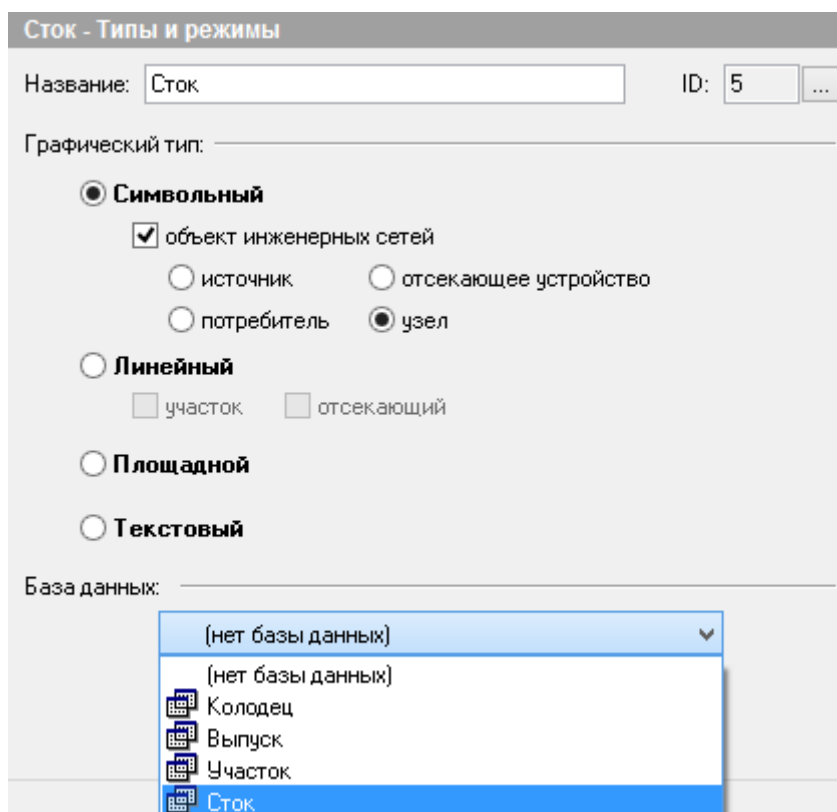 Сток - Типы и режимы
Название: Сток ID: 5 ...
Графический тип:
Символьный
объект инженерных сетей
источник отсекающее устройство
потребитель узел
Линейный
участок отсекающий
Площадной
Текстовый
База данных:
(нет базы данных)
(нет базы данных)
Колодец
Выпуск
Участок
Сток